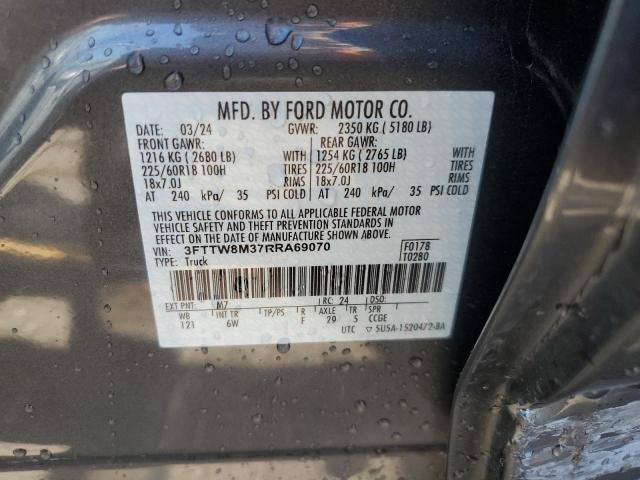 MFD. BY FORD MOTOR CO.
DATE: 03/24 GVWR: 2350 KG ( 5180 LB)
FRONT GAWR: REAR GAWR:
1216 KG ( 2680 LB) WITH 1254 KG ( 2765 LB) WITH
225/60R18 100H TIRES 225/60R18 100H TIRES
18x7.0J RIMS 18x7.0J RIMS
AT 240 kPa/ 35 PSI COLD AT 240 kPa/ 35 PSI COLD
THIS VEHICLE CONFORMS TO ALL APPLICABLE FEDERAL MOTOR
VEHICLE SAFETY AND THEFT PREVENTION STANDARDS IN
EFFECT ON THE DATE OF MANUFACTURE SHOWN ABOVE.
VIN: 3FTTW8M37RRA69070 F0178
TYPE: Truck T0280
EXT PNT: M7 RC: 24 DSO:
WB INT TR TP/PS R AXLE TR SPR
121 6W F 29 5 CCGE
UTC ▽ 5U5A-1520472-BA